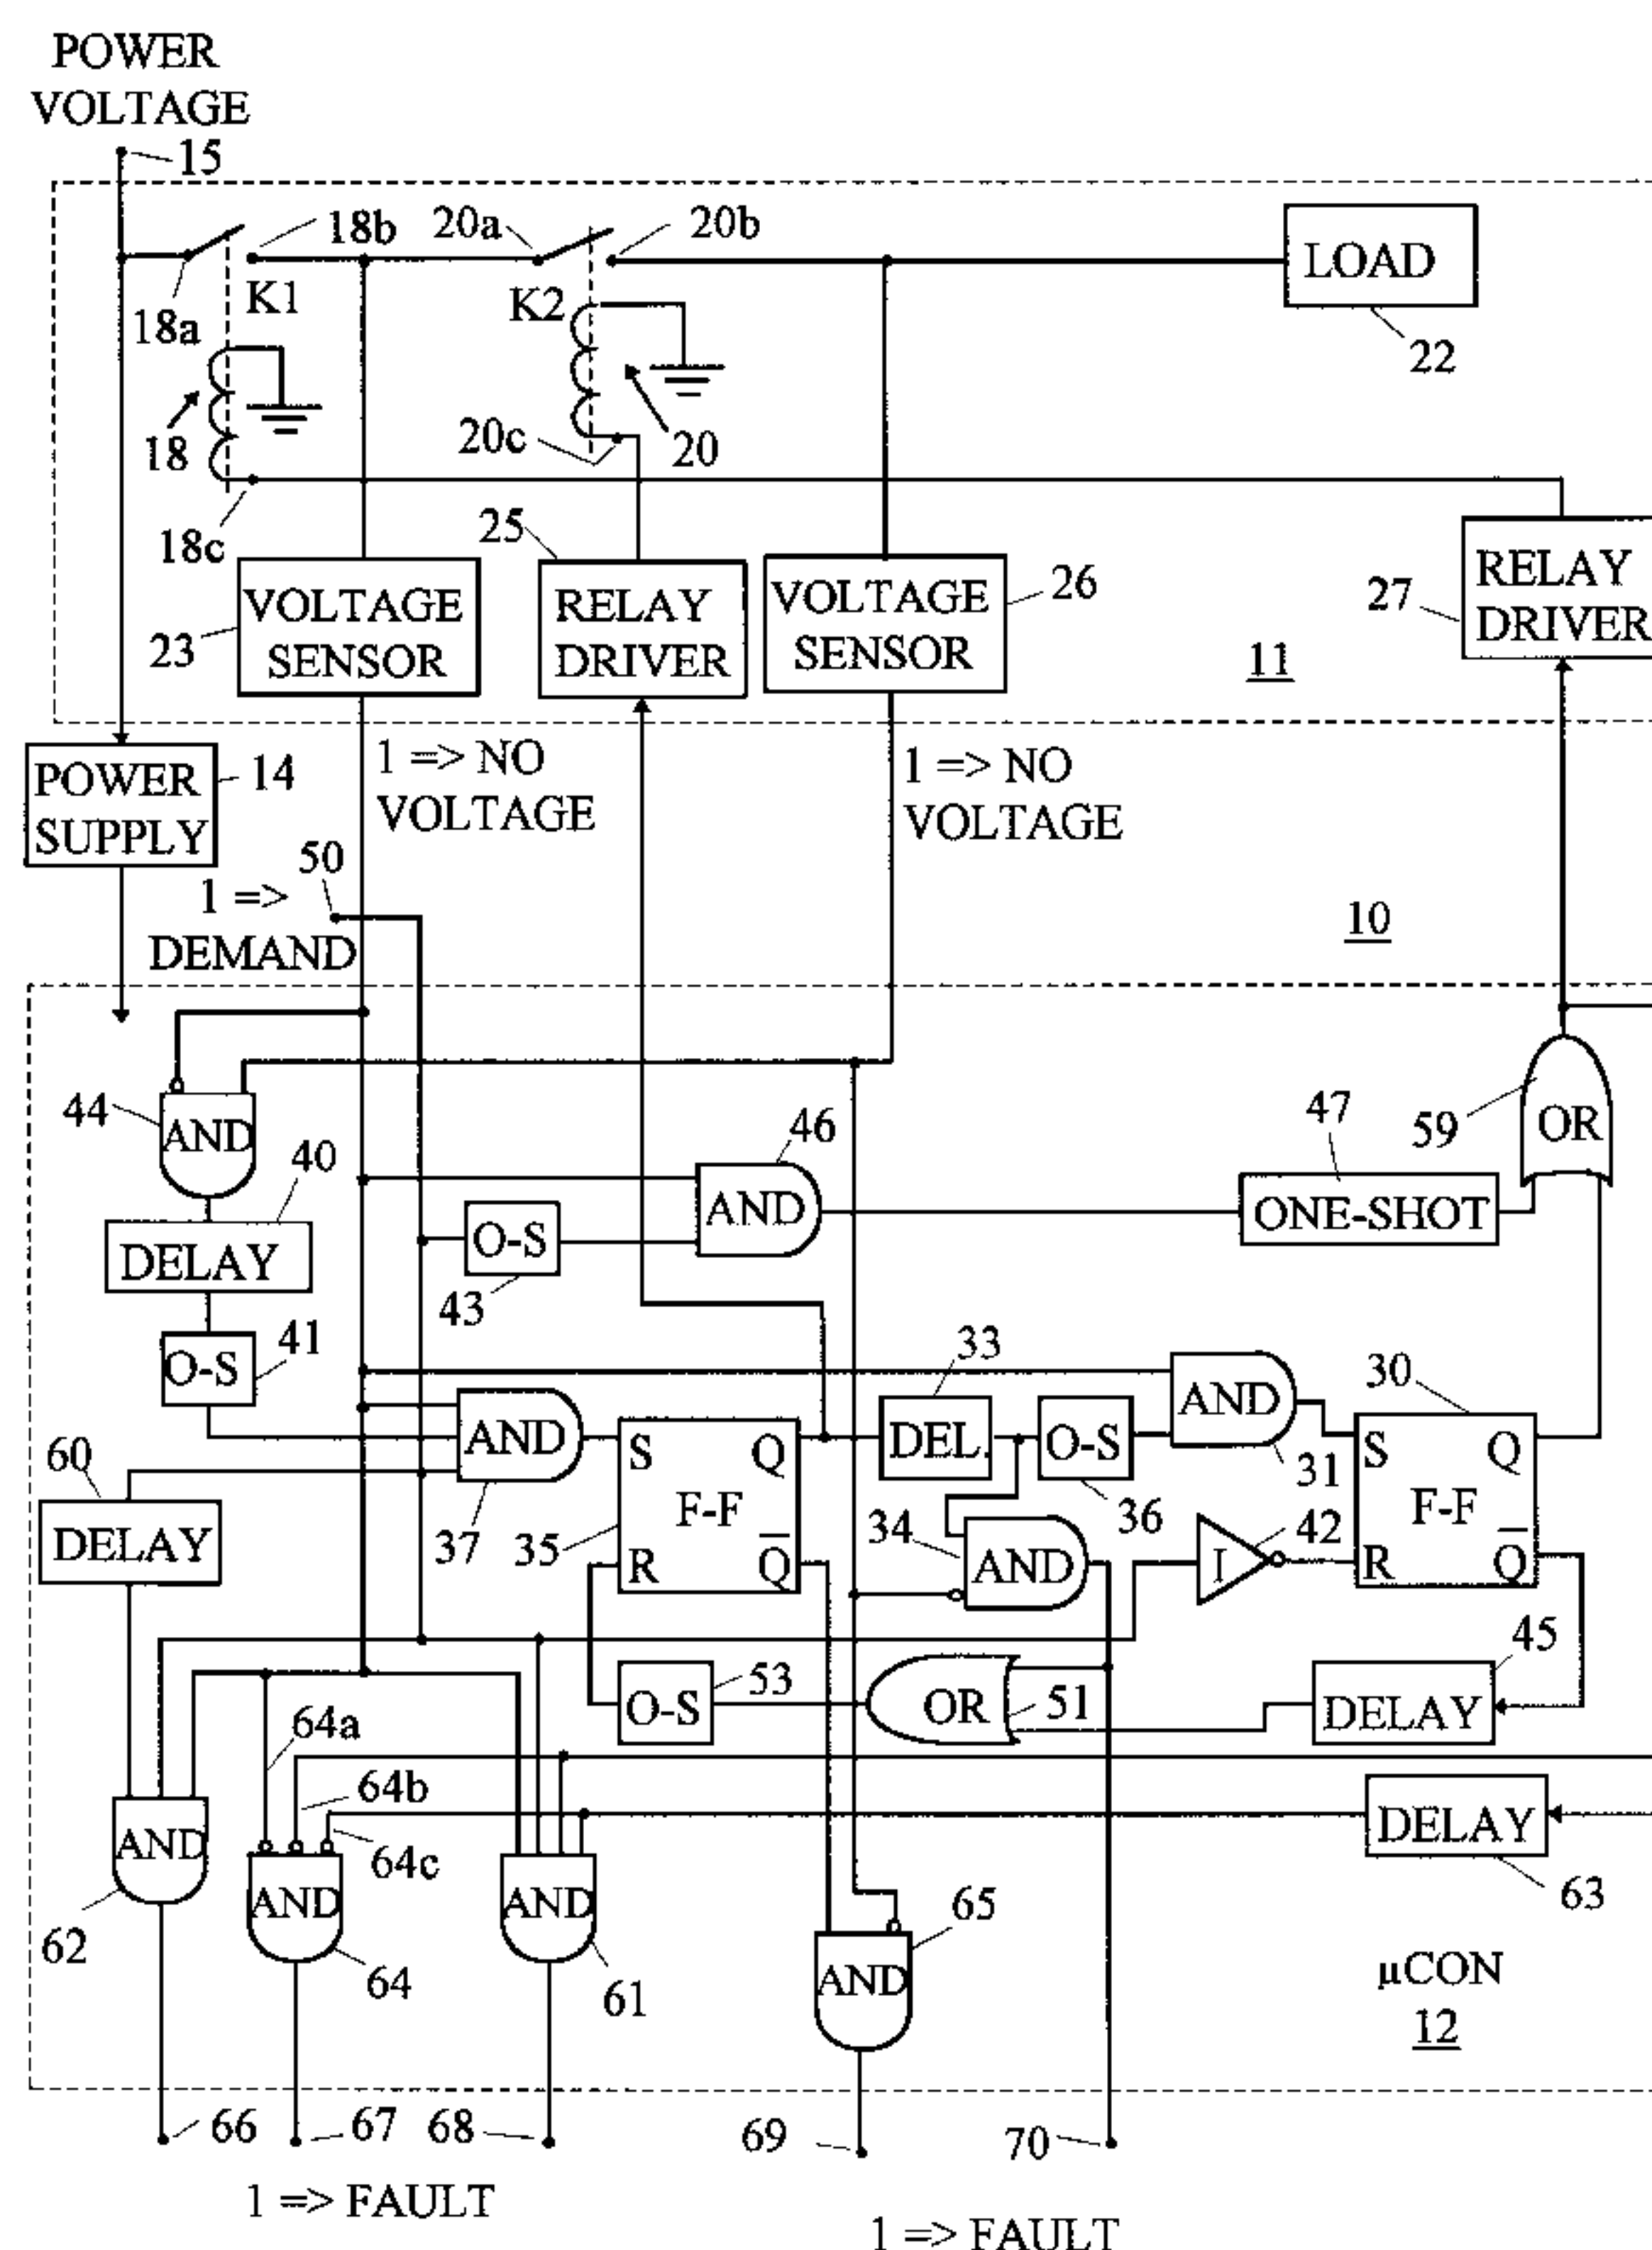 POWER
VOLTAGE
15
18b
20a
20b
LOAD
K1
K2
18a
22
18
20c
20
18c
25
VOLTAGE
SENSOR
23
RELAY
DRIVER
VOLTAGE
SENSOR
26
27
RELAY
DRIVER
11
POWER
SUPPLY
14
1 => NO
VOLTAGE
1 => NO
VOLTAGE
50
1 =>
DEMAND
10
44
AND
40
46
47
59
OR
AND
DELAY
O-S
ONE-SHOT
43
41
O-S
33
30
AND
60
AND
S
Q
DEL.
O-S
31
S
Q
DELAY
F-F
34
36
42
F-F
37
35
R
Q
AND
I
R
Q
45
O-S
53
OR
51
DELAY
64a
64b
DELAY
AND
64c
63
62
AND
64
AND
61
65
AND
µCON
12
66
67
68
69
70
1 => FAULT
1 => FAULT